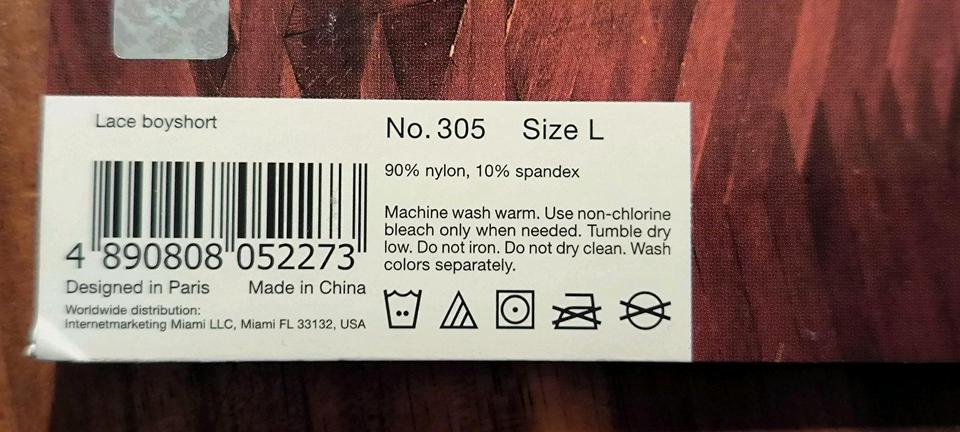 Lace boyshort
No. 305 Size L
90% nylon, 10% spandex
Machine wash warm. Use non-chlorine
bleach only when needed. Tumble dry
low. Do not iron. Do not dry clean. Wash
colors separately.
4 890808 052273
Designed in Paris Made in China
Worldwide distribution:
Internetmarketing Miami LLC, Miami FL 33132, USA